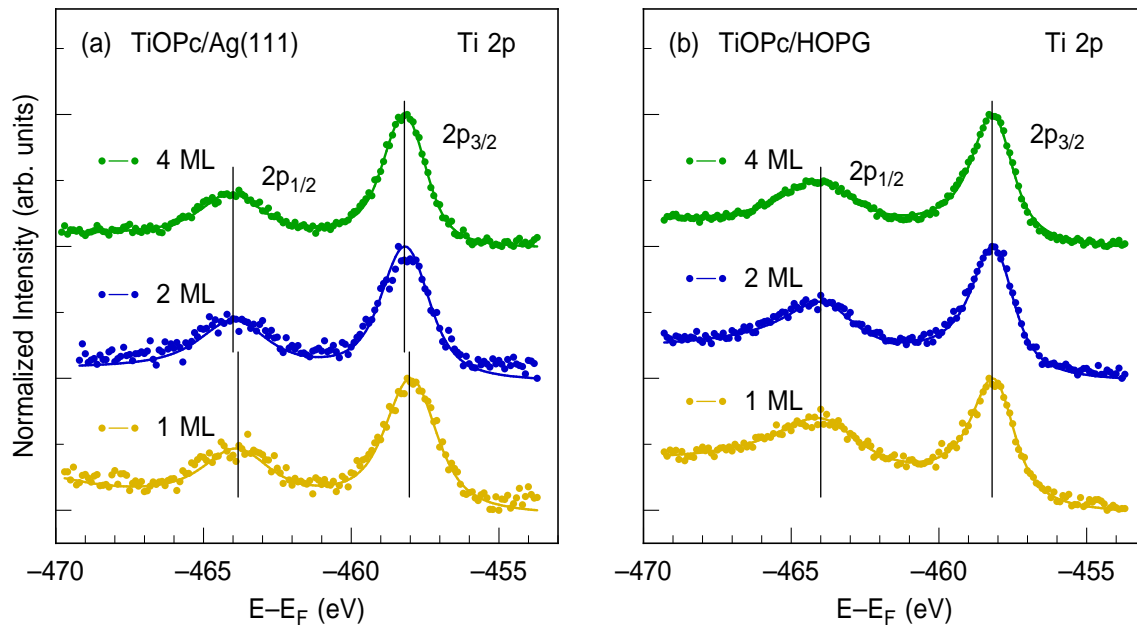 (a) TiOPc/Ag(111) Ti 2p
2p3/2
4 ML
2p1/2
2 ML
1 ML
Normalized Intensity (arb. units)
–470 –465 –460 –455
E–EF (eV)
(b) TiOPc/HOPG Ti 2p
2p3/2
4 ML
2p1/2
2 ML
1 ML
–470 –465 –460 –455
E–EF (eV)